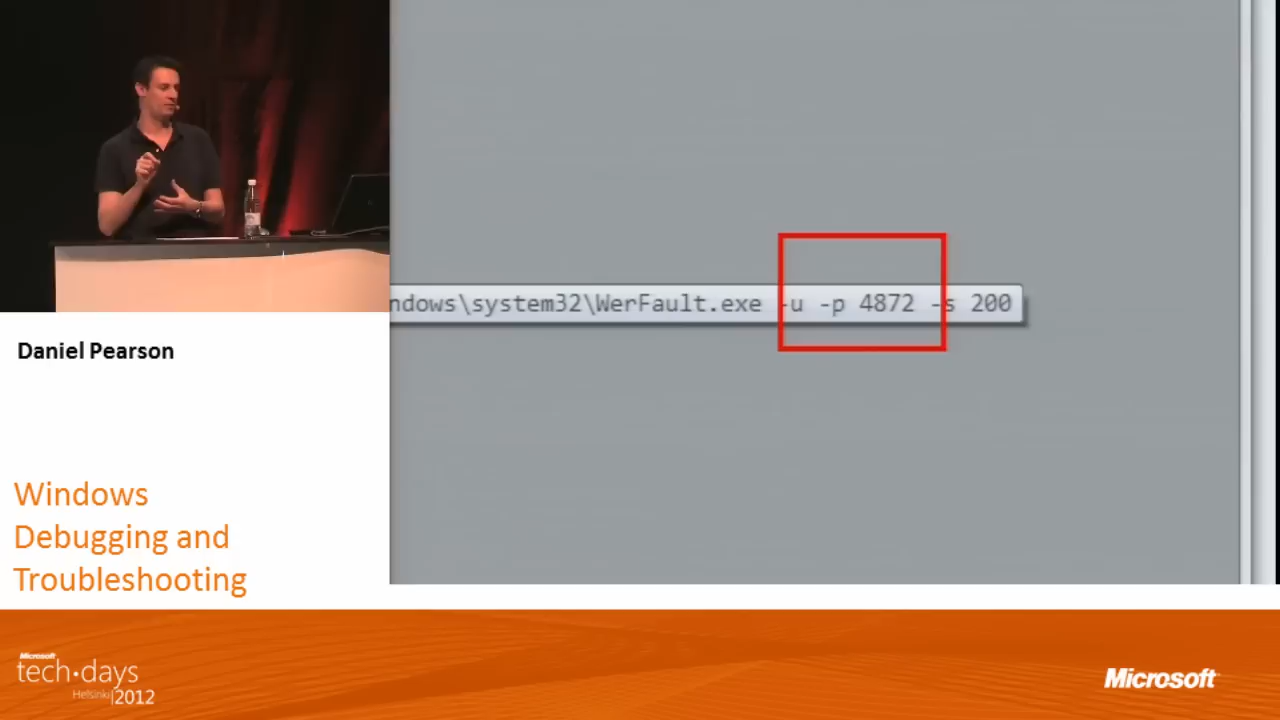 ndows\system32\WerFault.exe -u -p 4872 -s 200
Daniel Pearson
Windows
Debugging and
Troubleshooting
Microsoft
tech·days
Helsinki|2012
Microsoft